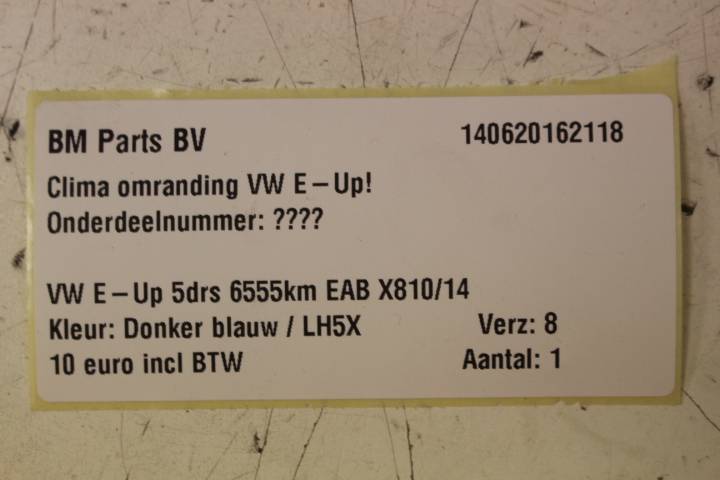 BM Parts BV 140620162118
Clima omranding VW E-Up!
Onderdeelnummer: ????
VW E-Up 5drs 6555km EAB X810/14
Kleur: Donker blauw / LH5X Verz: 8
10 euro incl BTW Aantal: 1